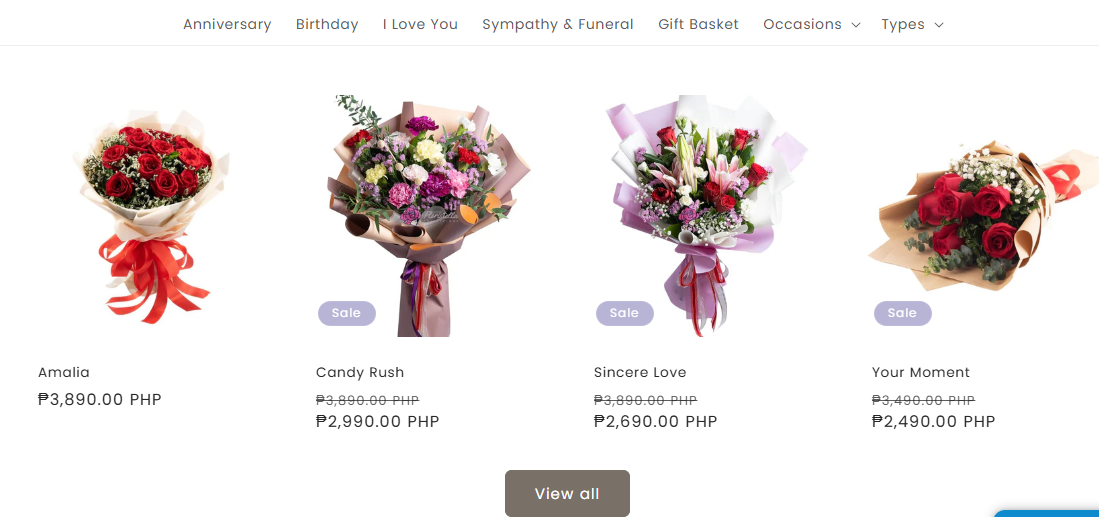 Anniversary Birthday I Love You Sympathy & Funeral Gift Basket Occasions Types
Sale Sale Sale
Amalia Candy Rush Sincere Love Your Moment
₱3,890.00 PHP ₱3,890.00 PHP ₱3,890.00 PHP ₱3,490.00 PHP
₱2,990.00 PHP ₱2,690.00 PHP ₱2,490.00 PHP
View all